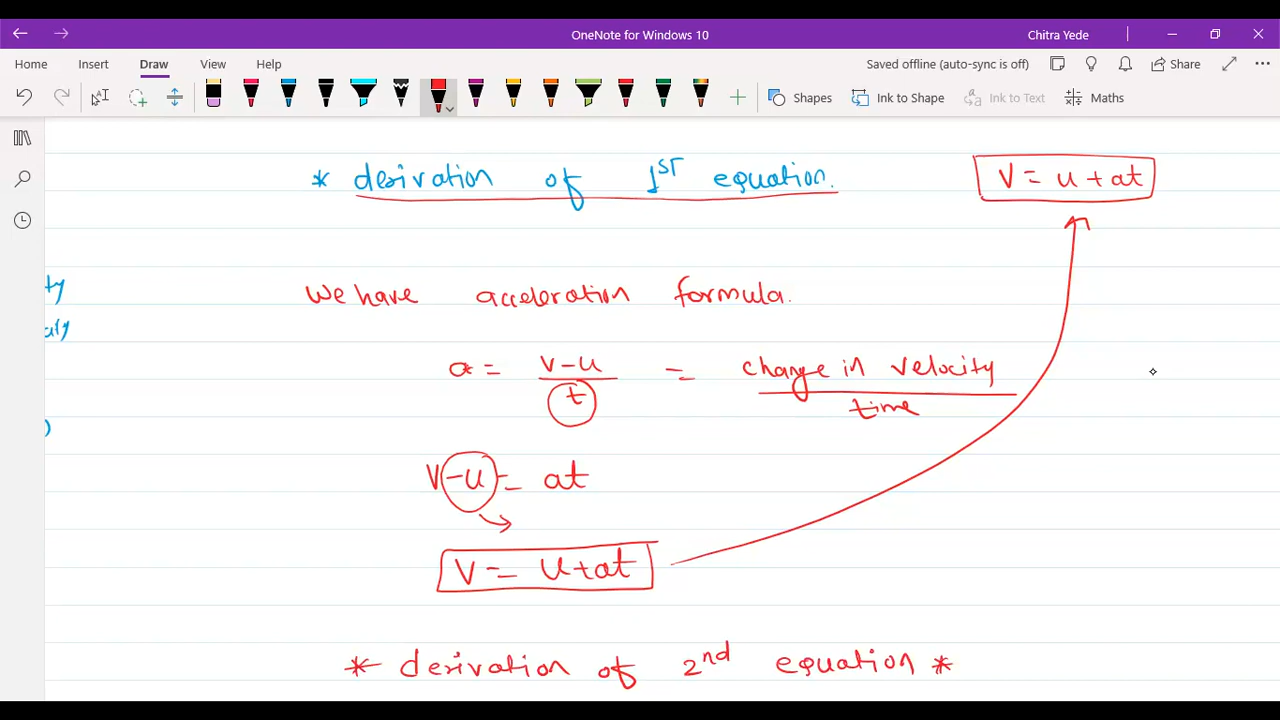 OneNote for Windows 10
Chitra Yede
Home Insert Draw View Help
Saved offline (auto-sync is off)
Share
Shapes Ink to Shape Ink to Text Maths
* derivation of 1ST equation.
V = u + at
ty
We have acceleration formula.
a = v-u / t = change in velocity / time
)
V-u = at
V = u+at
* derivation of 2nd equation *